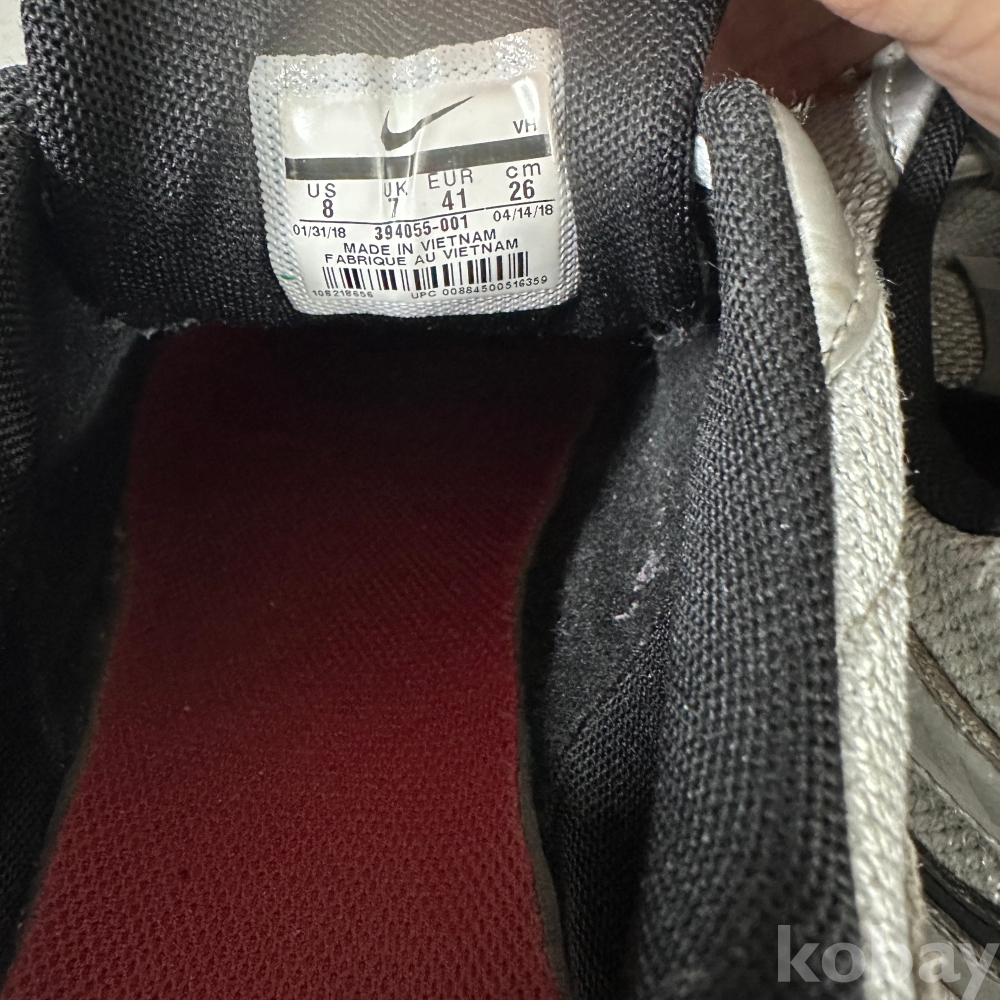 VH
US UK EUR cm
8 7 41 26
01/31/18 394055-001 04/14/18
MADE IN VIETNAM
FABRIQUE AU VIETNAM
108218656 UPC 00884500516359
kobay